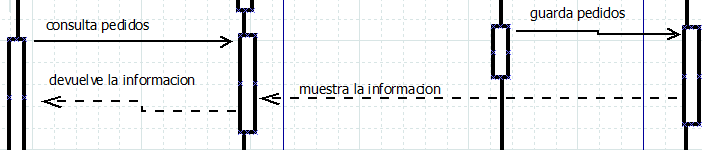 guarda pedidos
consulta pedidos
devuelve la informacion
muestra la informacion